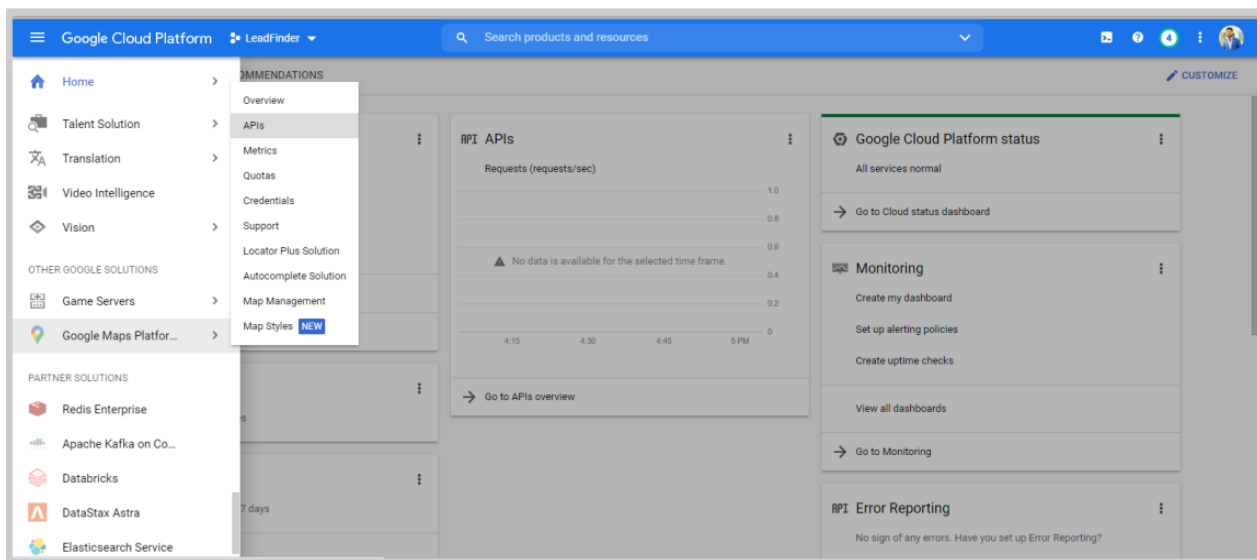 Google Cloud Platform
LeadFinder
Search products and resources
4
Home
Talent Solution
Translation
Video Intelligence
Vision
OTHER GOOGLE SOLUTIONS
Game Servers
Google Maps Platfor...
PARTNER SOLUTIONS
Redis Enterprise
Apache Kafka on Co...
Databricks
DataStax Astra
Elasticsearch Service
OMMENDATIONS
CUSTOMIZE
Overview
APIs
Metrics
Quotas
Credentials
Support
Locator Plus Solution
Autocomplete Solution
Map Management
Map Styles NEW
7 days
API APIs
Requests (requests/sec)
1.0
0.8
0.6
No data is available for the selected time frame.
0.4
0.2
0
4:15 4:30 4:45 5 PM
Go to APIs overview
Google Cloud Platform status
All services normal
Go to Cloud status dashboard
Monitoring
Create my dashboard
Set up alerting policies
Create uptime checks
View all dashboards
Go to Monitoring
API Error Reporting
No sign of any errors. Have you set up Error Reporting?